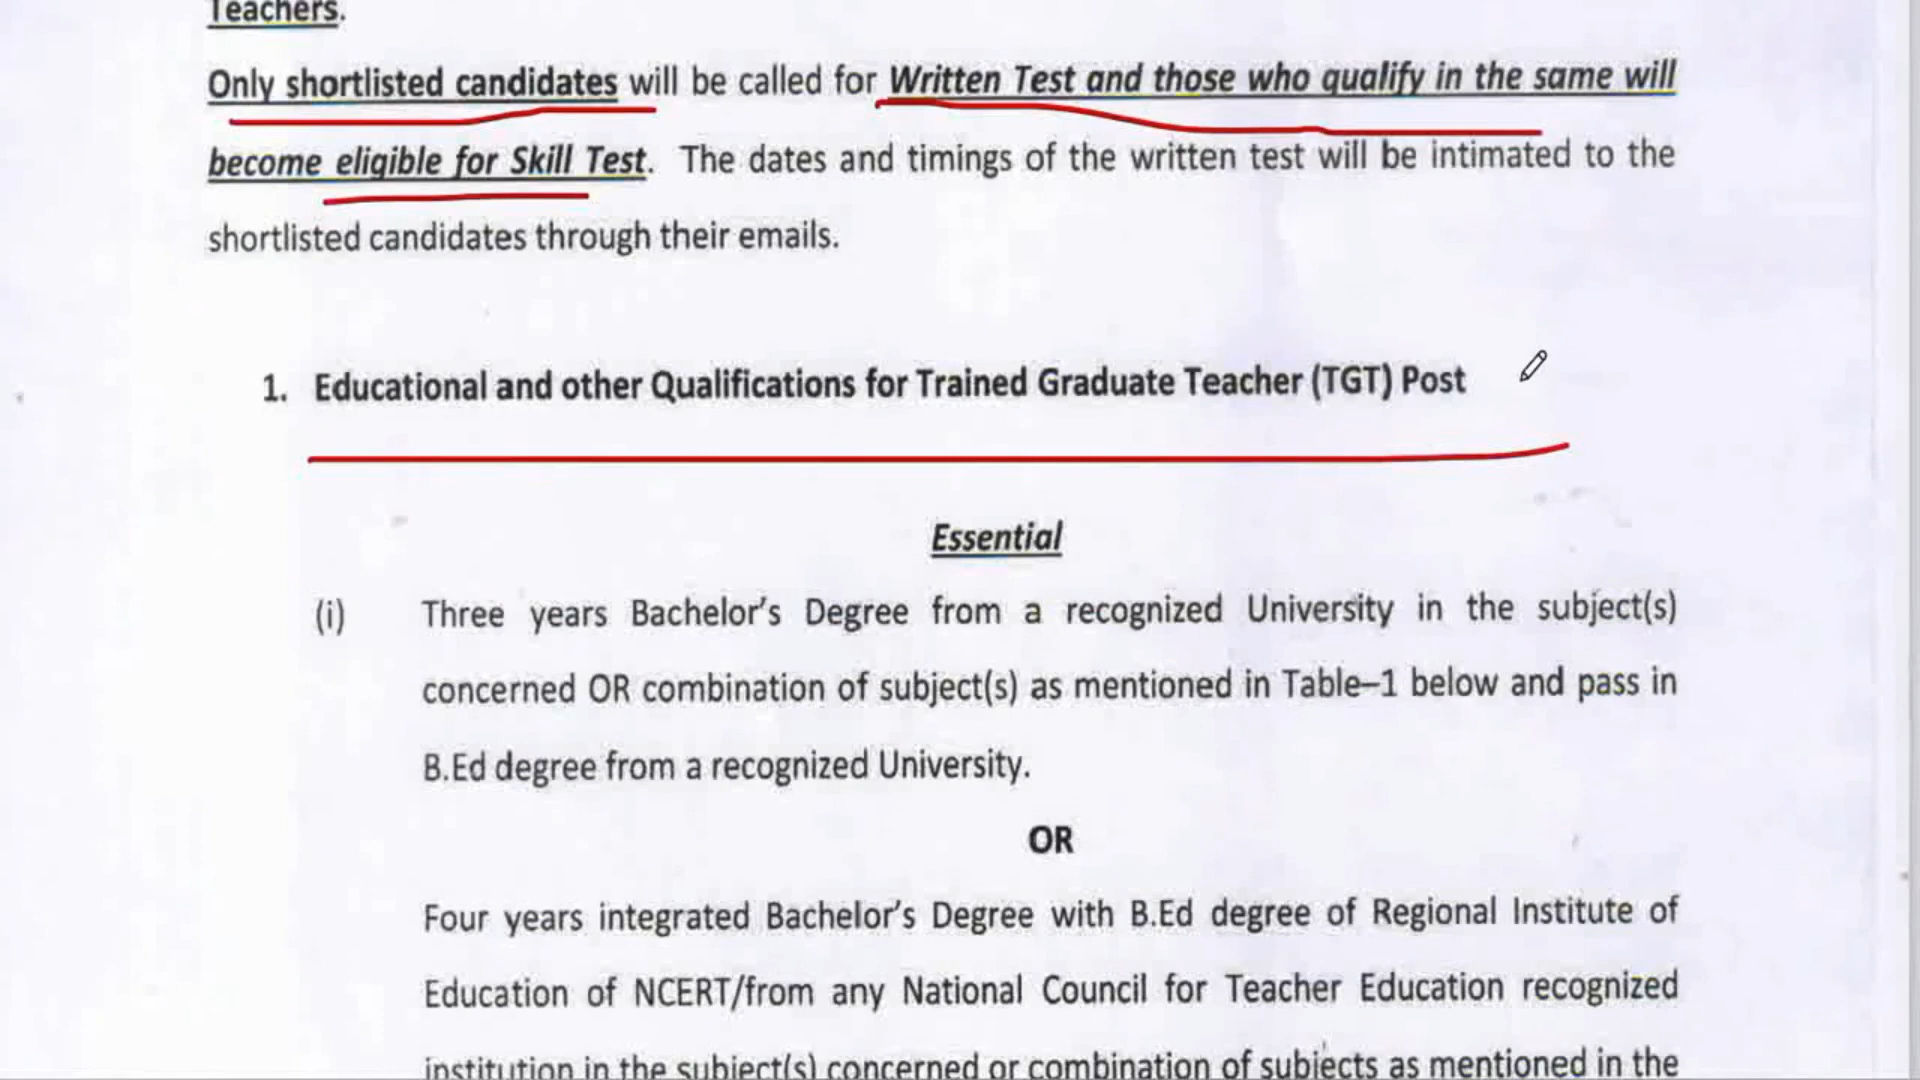 Teachers.
Only shortlisted candidates will be called for Written Test and those who qualify in the same will
become eligible for Skill Test. The dates and timings of the written test will be intimated to the
shortlisted candidates through their emails.
1. Educational and other Qualifications for Trained Graduate Teacher (TGT) Post
Essential
(i) Three years Bachelor's Degree from a recognized University in the subject(s)
concerned OR combination of subject(s) as mentioned in Table–1 below and pass in
B.Ed degree from a recognized University.
OR
Four years integrated Bachelor's Degree with B.Ed degree of Regional Institute of
Education of NCERT/from any National Council for Teacher Education recognized
institution in the subject(s) concerned or combination of subjects as mentioned in the